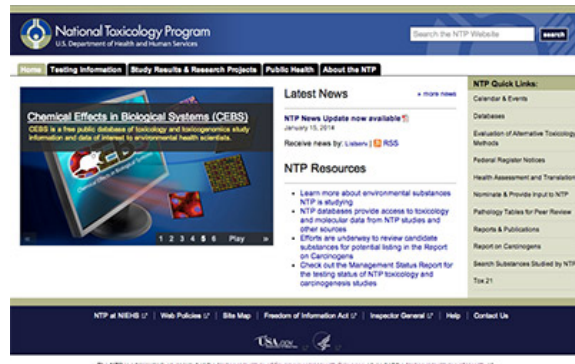 National Toxicology Program
U.S. Department of Health and Human Services
Search the NTP Website
search
Home
Testing Information
Study Results & Research Projects
Public Health
About the NTP
Chemical Effects in Biological Systems (CEBS)
CEBS is a free public database of toxicology and toxicogenomics study
information and data of interest to environmental health scientists.
Chemical Effects in Biological Systems
« 1 2 3 4 5 6 Play »
Latest News
+ more news
NTP News Update now available
January 15, 2014
Receive news by: Listserv | RSS
NTP Resources
• Learn more about environmental substances
NTP is studying
• NTP databases provide access to toxicology
and molecular data from NTP studies and
other sources
• Efforts are underway to review candidate
substances for potential listing in the Report
on Carcinogens
• Check out the Management Status Report for
the testing status of NTP toxicology and
carcinogenesis studies
NTP Quick Links:
Calendar & Events
Databases
Evaluation of Alternative Toxicology
Methods
Federal Register Notices
Health Assessment and Translation
Nominate & Provide Input to NTP
Pathology Tables for Peer Review
Reports & Publications
Report on Carcinogens
Search Substances Studied by NTP
Tox 21
NTP at NIEHS | Web Policies | Site Map | Freedom of Information Act | Inspector General | Help | Contact Us
USA.gov